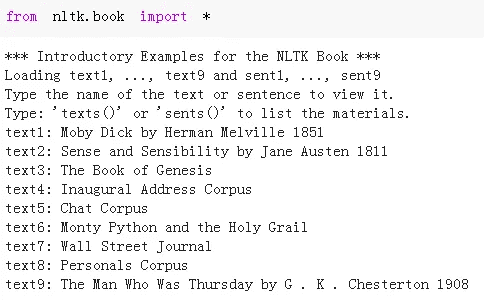 from nltk.book import *
*** Introductory Examples for the NLTK Book ***
Loading text1, ..., text9 and sent1, ..., sent9
Type the name of the text or sentence to view it.
Type: 'texts()' or 'sents()' to list the materials.
text1: Moby Dick by Herman Melville 1851
text2: Sense and Sensibility by Jane Austen 1811
text3: The Book of Genesis
text4: Inaugural Address Corpus
text5: Chat Corpus
text6: Monty Python and the Holy Grail
text7: Wall Street Journal
text8: Personals Corpus
text9: The Man Who Was Thursday by G . K . Chesterton 1908